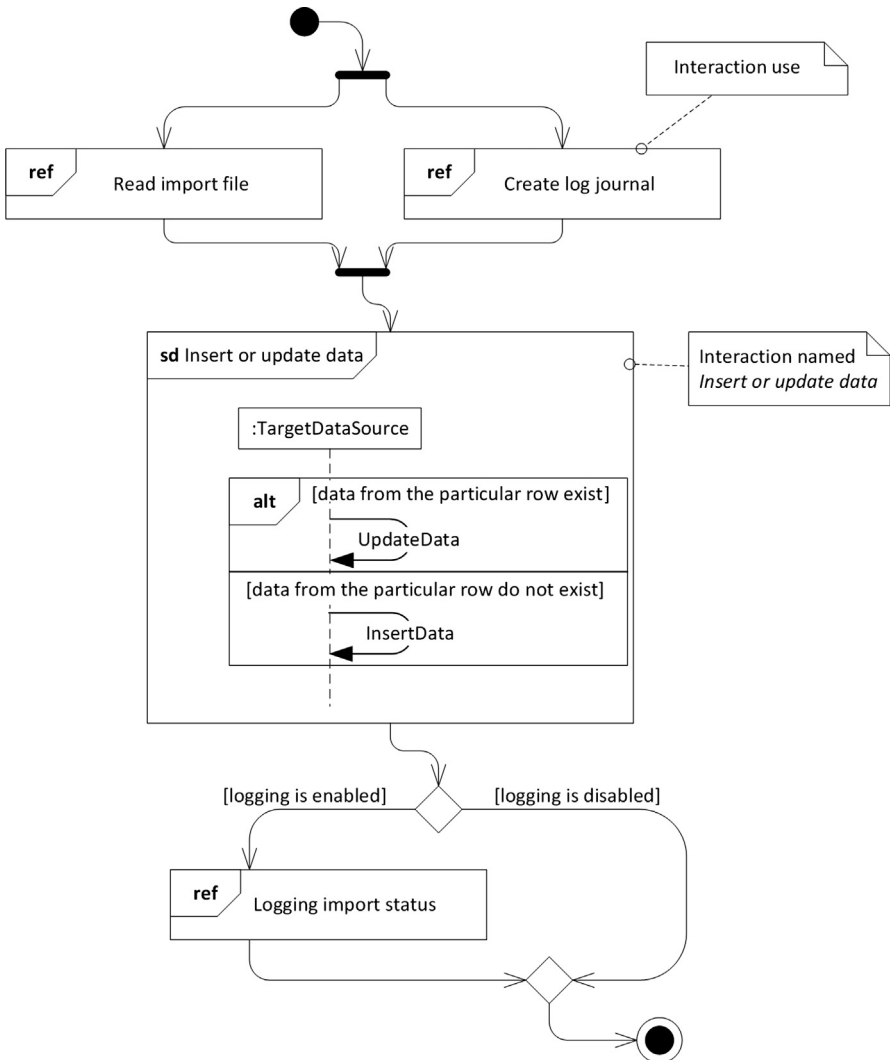 Interaction use
ref
Read import file
ref
Create log journal
sd Insert or update data
Interaction named
Insert or update data
:TargetDataSource
alt
[data from the particular row exist]
UpdateData
[data from the particular row do not exist]
InsertData
[logging is enabled]
[logging is disabled]
ref
Logging import status